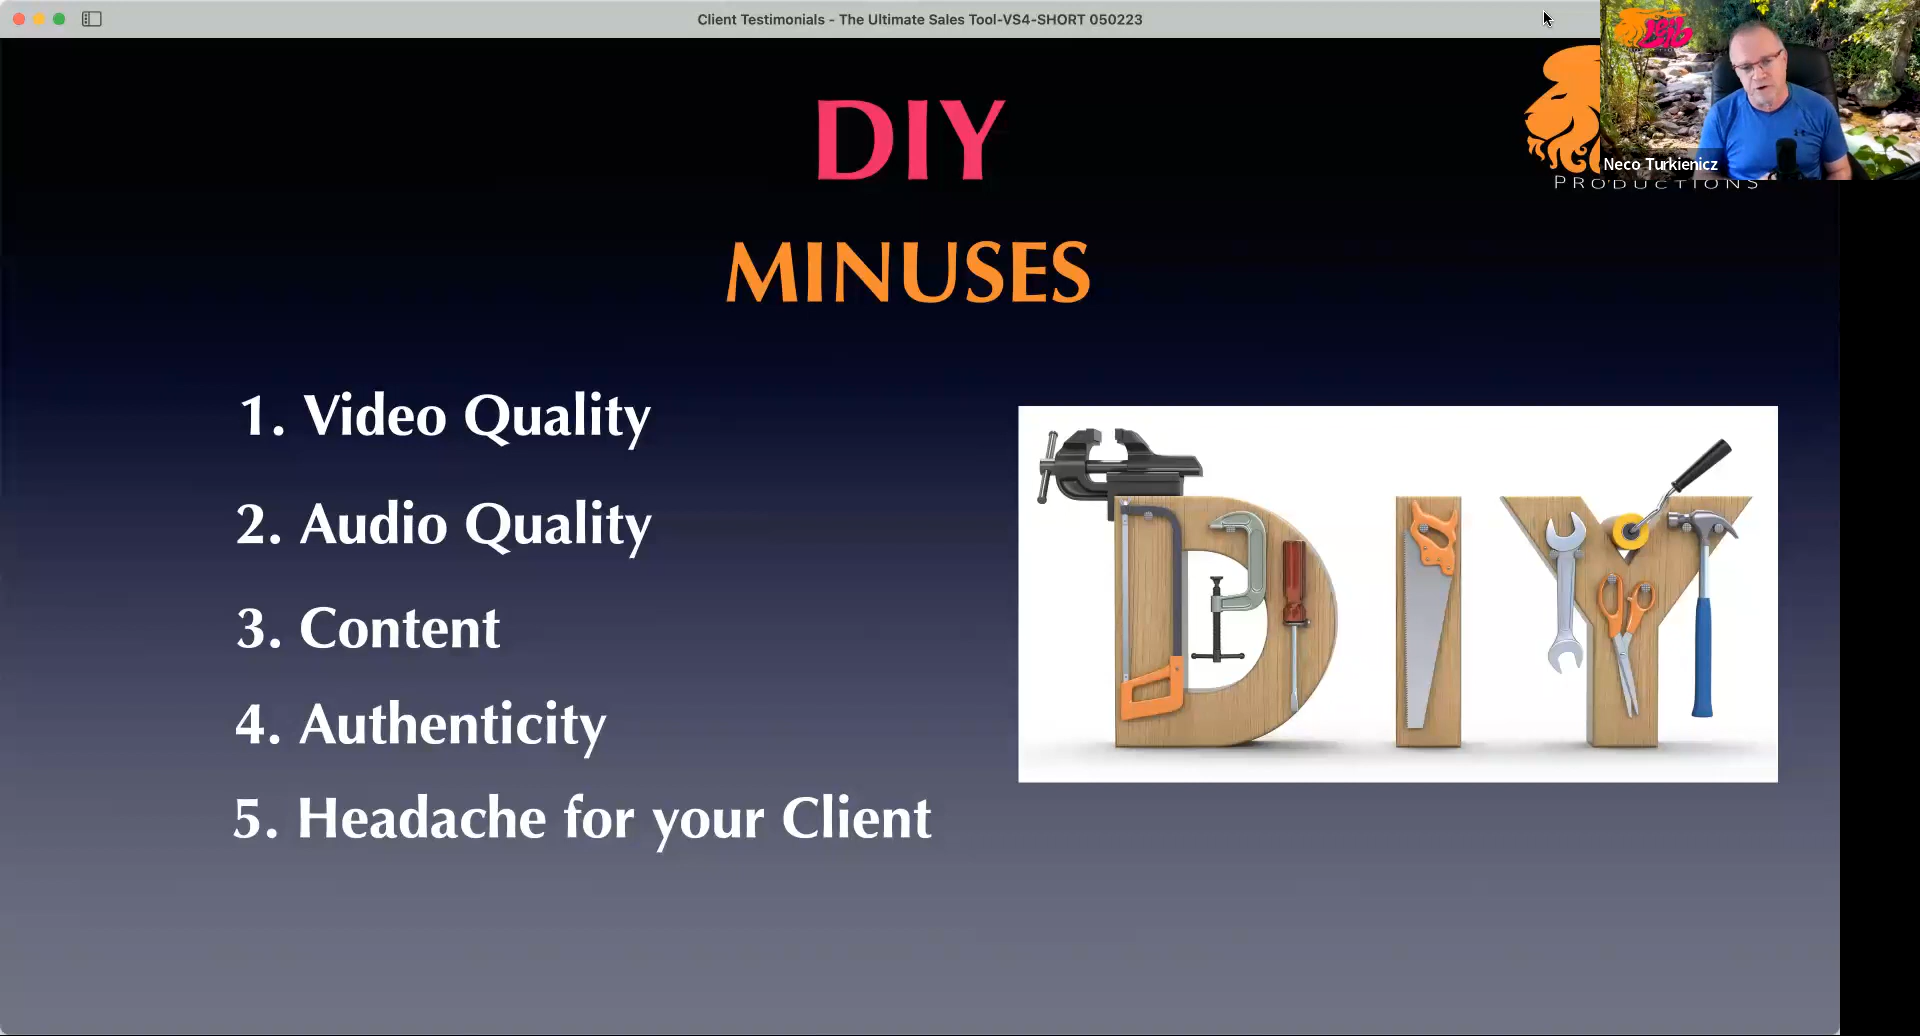 Client Testimonials - The Ultimate Sales Tool-VS4-SHORT 050223
DIY
MINUSES
Neco Turkienicz
PRODUCTIONS
1. Video Quality
2. Audio Quality
3. Content
4. Authenticity
5. Headache for your Client
DIY